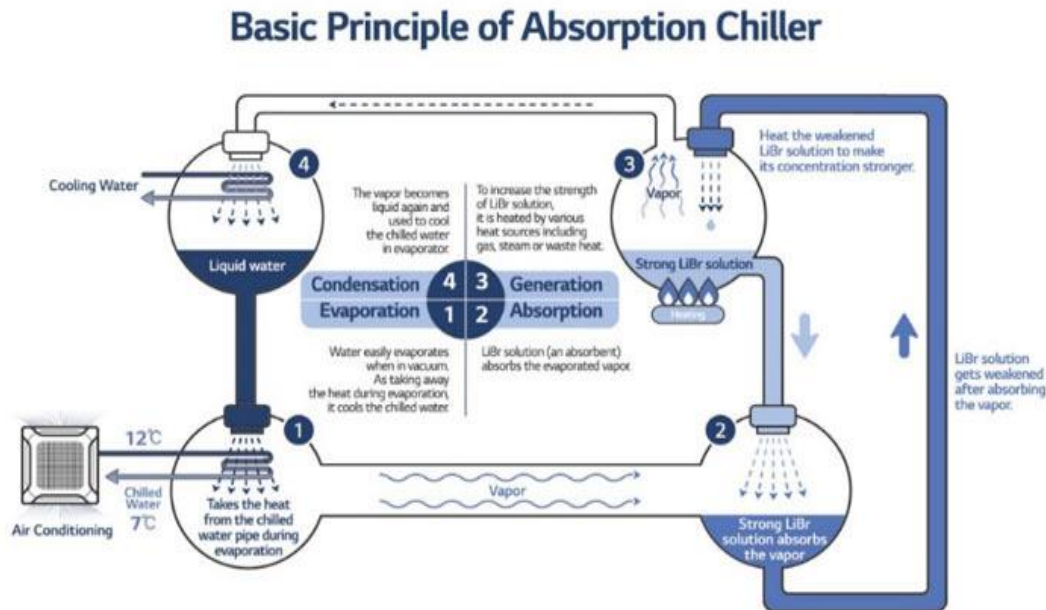 Basic Principle of Absorption Chiller
4
Cooling Water
Liquid water
The vapor becomes
liquid again and
used to cool
the chilled water
in evaporator.
To increase the strength
of LiBr solution,
it is heated by various
heat sources including
gas, steam or waste heat.
3
Vapor
Strong LiBr solution
Heating
Heat the weakened
LiBr solution to make
its concentration stronger.
Condensation 4 3 Generation
Evaporation 1 2 Absorption
Water easily evaporates
when in vacuum.
As taking away
the heat during evaporation,
it cools the chilled water.
LiBr solution (an absorbent)
absorbs the evaporated vapor.
LiBr solution
gets weakened
after absorbing
the vapor.
1
12℃
Chilled
Water
7℃
Air Conditioning
Takes the heat
from the chilled
water pipe during
evaporation
Vapor
2
Strong LiBr
solution absorbs
the vapor